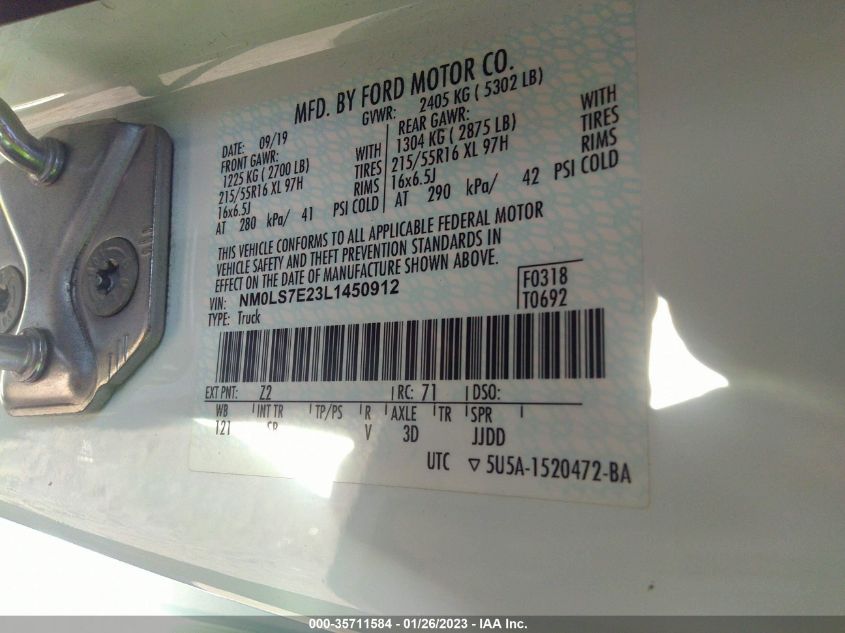 MFD. BY FORD MOTOR CO.
DATE: 09/19 GVWR: 2405 KG ( 5302 LB)
FRONT GAWR: WITH REAR GAWR: WITH
1225 KG ( 2700 LB) TIRES 1304 KG ( 2875 LB) TIRES
215/55R16 XL 97H RIMS 215/55R16 XL 97H RIMS
16x6.5J 16x6.5J
AT 280 kPa/ 41 PSI COLD AT 290 kPa/ 42 PSI COLD
THIS VEHICLE CONFORMS TO ALL APPLICABLE FEDERAL MOTOR
VEHICLE SAFETY AND THEFT PREVENTION STANDARDS IN
EFFECT ON THE DATE OF MANUFACTURE SHOWN ABOVE.
VIN: NM0LS7E23L1450912 F0318
TYPE: Truck T0692
EXT PNT: Z2 RC: 71 DSO:
WB INT TR TP/PS R AXLE TR SPR
121 V 3D JJDD
UTC ▽ 5U5A-1520472-BA
000-35711584 - 01/26/2023 - IAA Inc.